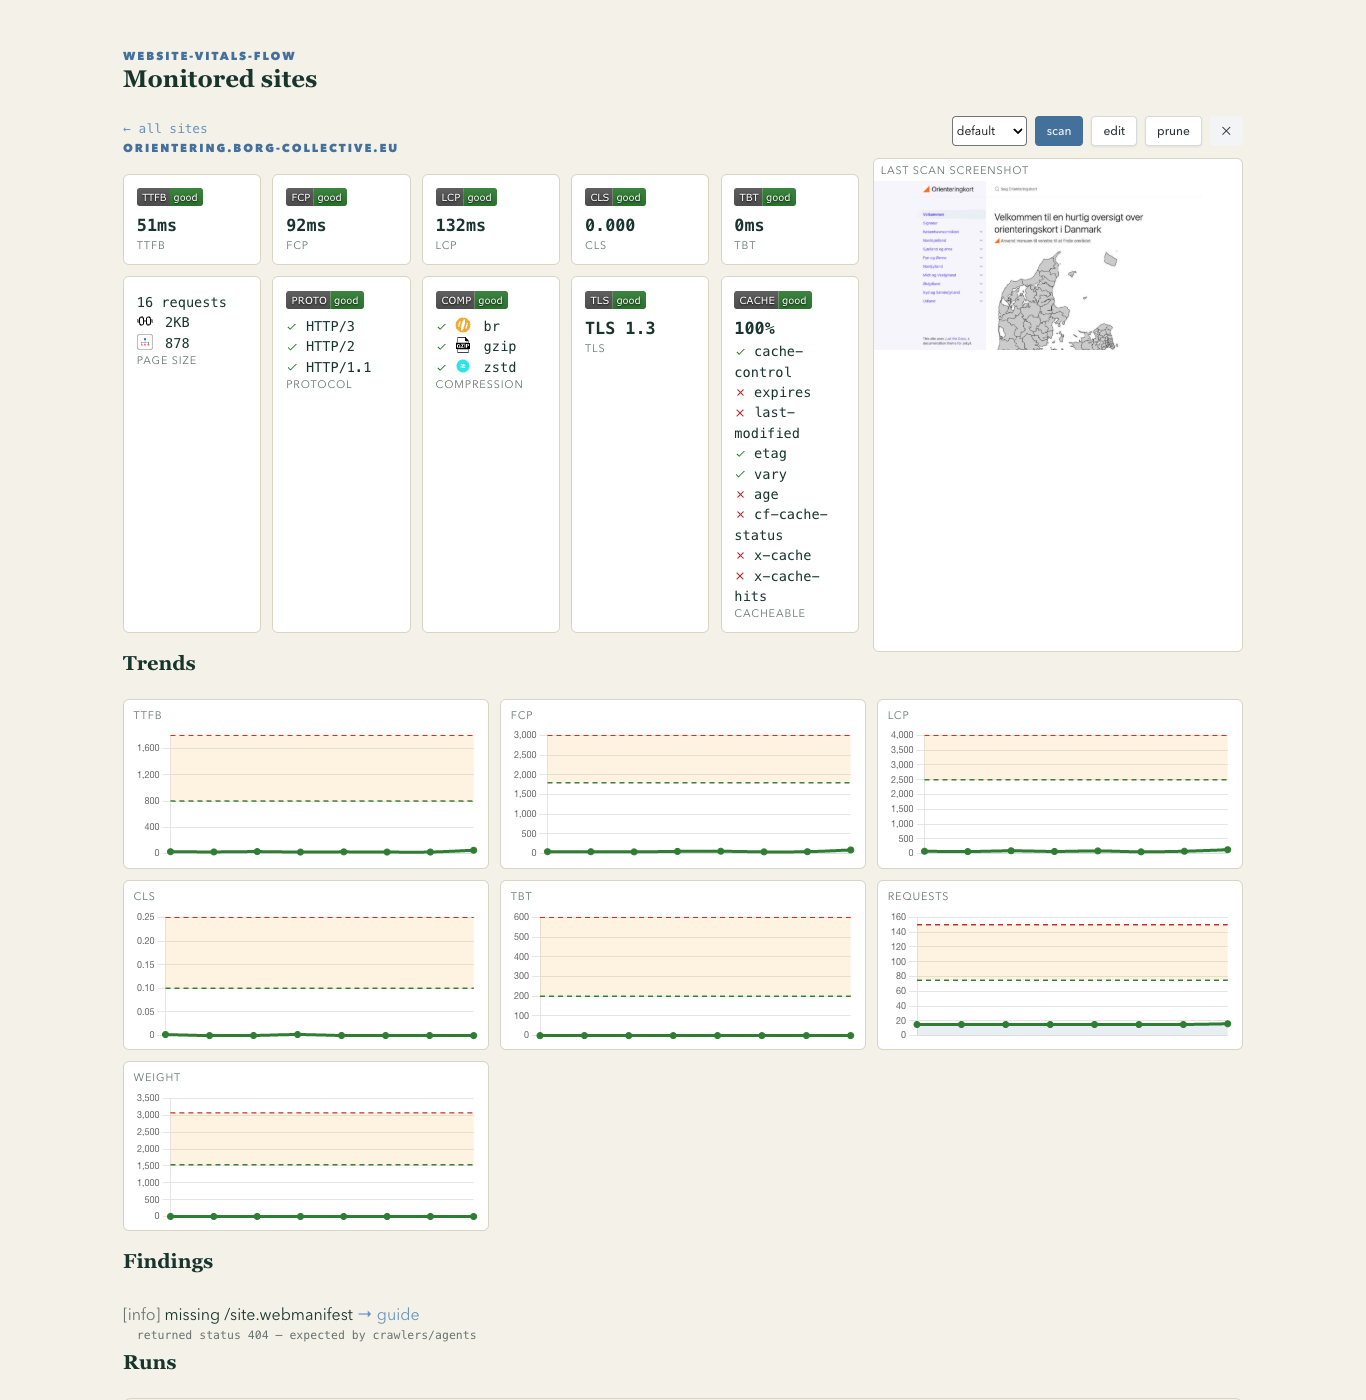 WEBSITE-VITALS-FLOW
Monitored sites
← all sites
ORIENTERING.BORG-COLLECTIVE.EU
default
scan
edit
prune
×
TTFB good
51ms
TTFB
FCP good
92ms
FCP
LCP good
132ms
LCP
CLS good
0.000
CLS
TBT good
0ms
TBT
16 requests
2KB
878
PAGE SIZE
PROTO good
✓ HTTP/3
✓ HTTP/2
✓ HTTP/1.1
PROTOCOL
COMP good
✓ br
✓ gzip
✓ zstd
COMPRESSION
TLS good
TLS 1.3
TLS
CACHE good
100%
✓ cache-
control
× expires
× last-
modified
✓ etag
✓ vary
× age
× cf-cache-
status
× x-cache
× x-cache-
hits
CACHEABLE
LAST SCAN SCREENSHOT
Orienteringkort
Velkommen
Velkommen til en hurtig oversigt over
orienteringskort i Danmark
Trends
TTFB
1,600
1,200
800
400
0
FCP
3,000
2,500
2,000
1,500
1,000
500
0
LCP
4,000
3,500
3,000
2,500
2,000
1,500
1,000
500
0
CLS
0.25
0.20
0.15
0.10
0.05
0
TBT
600
500
400
300
200
100
0
REQUESTS
160
140
120
100
80
60
40
20
0
WEIGHT
3,500
3,000
2,500
2,000
1,500
1,000
500
0
Findings
[info] missing /site.webmanifest → guide
returned status 404 — expected by crawlers/agents
Runs